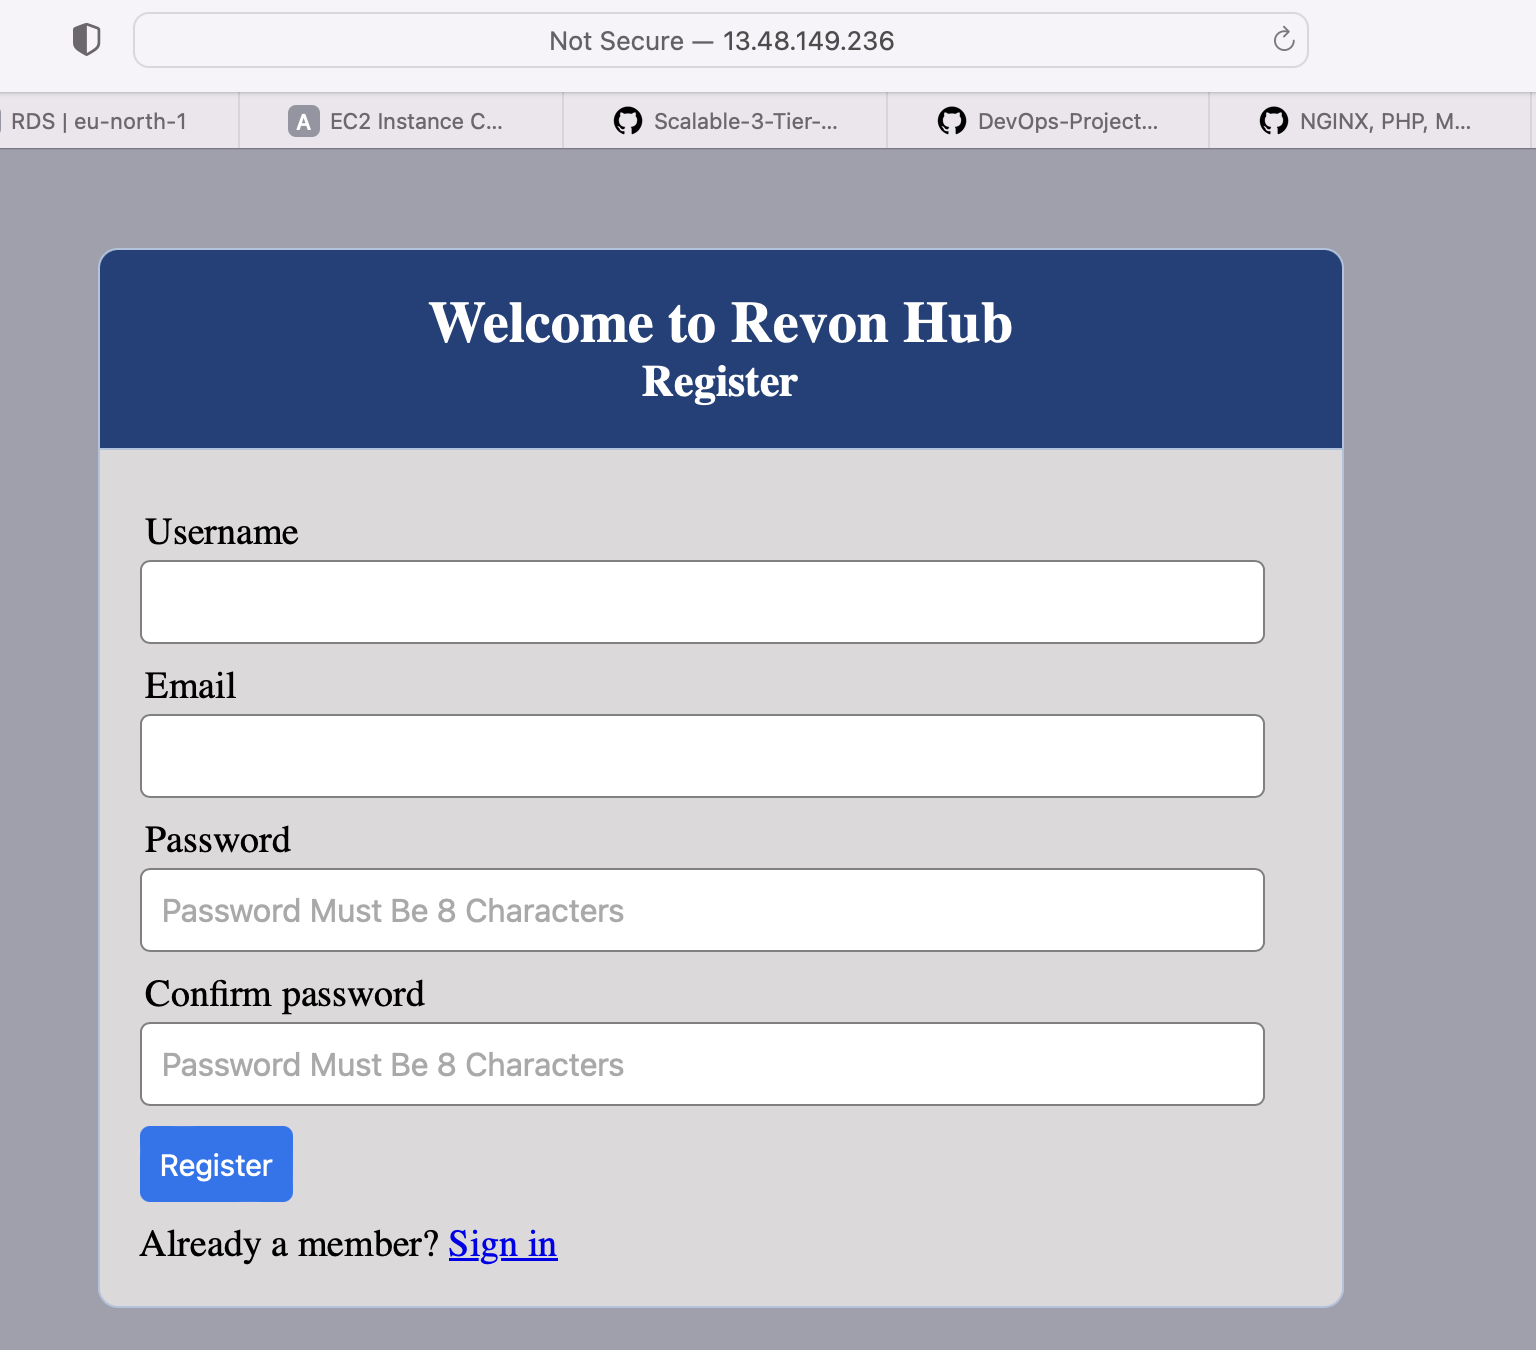 Not Secure — 13.48.149.236
RDS | eu-north-1
A EC2 Instance C...
Scalable-3-Tier-...
DevOps-Project...
NGINX, PHP, M...
Welcome to Revon Hub
Register
Username
Email
Password
Password Must Be 8 Characters
Confirm password
Password Must Be 8 Characters
Register
Already a member? Sign in